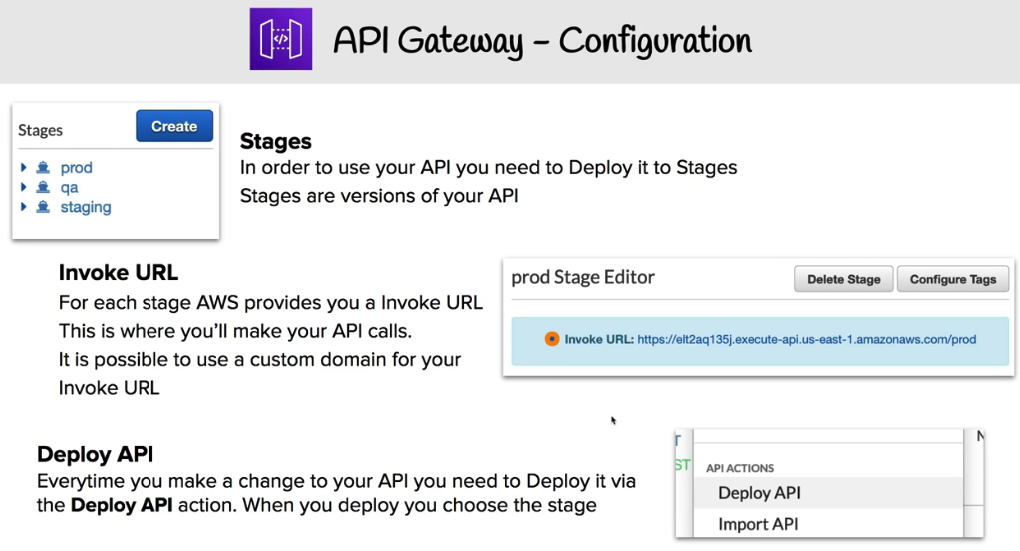 API Gateway – Configuration
Stages
Create
prod
qa
staging
Stages
In order to use your API you need to Deploy it to Stages
Stages are versions of your API
Invoke URL
For each stage AWS provides you a Invoke URL
This is where you'll make your API calls.
It is possible to use a custom domain for your
Invoke URL
prod Stage Editor
Delete Stage
Configure Tags
Invoke URL: https://elt2aq135j.execute-api.us-east-1.amazonaws.com/prod
Deploy API
Everytime you make a change to your API you need to Deploy it via
the Deploy API action. When you deploy you choose the stage
ST
API ACTIONS
Deploy API
Import API